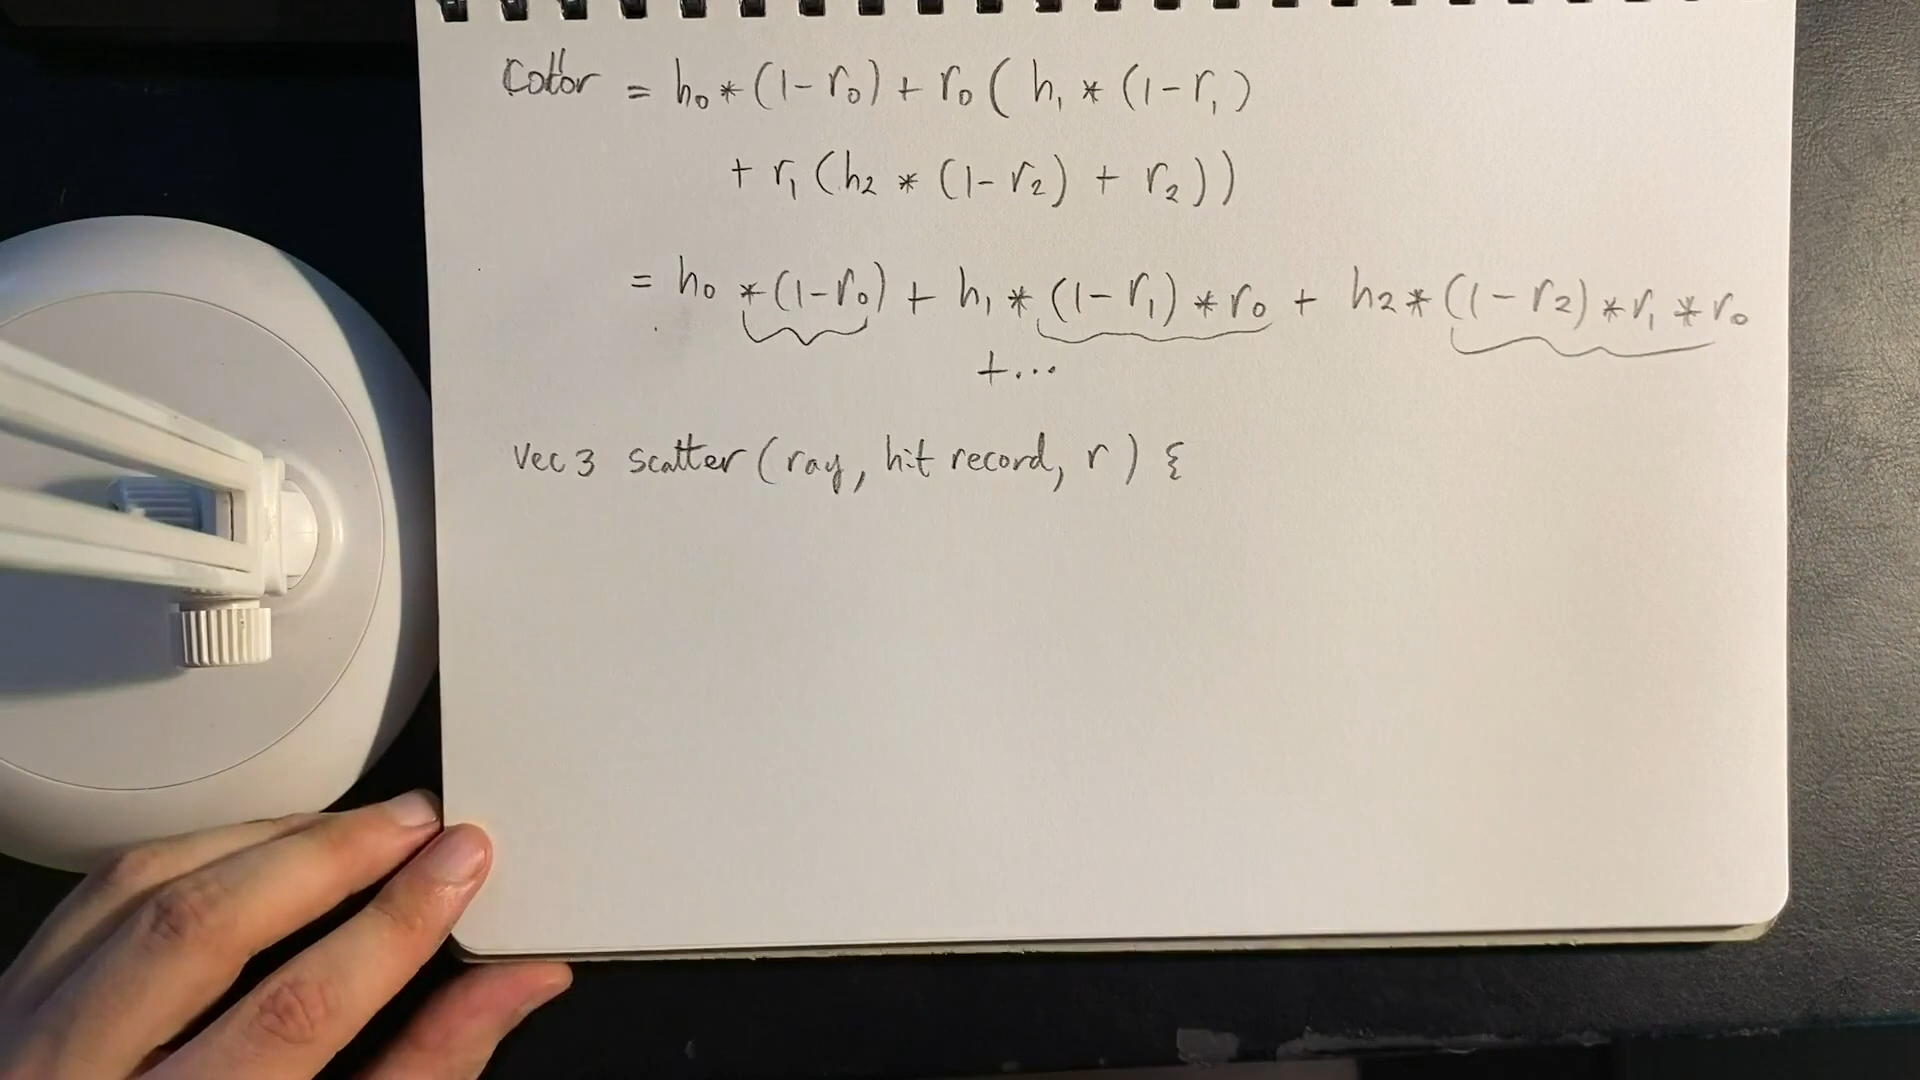 Color = h₀ * (1 - r₀) + r₀ ( h₁ * (1 - r₁)
+ r₁ (h₂ * (1 - r₂) + r₂))
= h₀ * (1 - r₀) + h₁ * (1 - r₁) * r₀ + h₂ * (1 - r₂) * r₁ * r₀
+...
vec3 scatter (ray, hit record, r) {